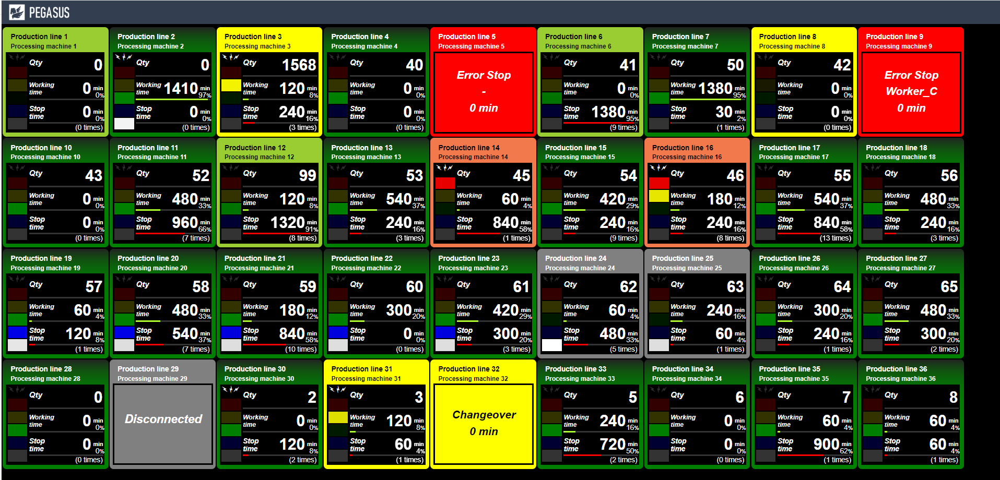 PEGASUS
Production line 1
Processing machine 1
Qty 0
Working time 0 min 0%
Stop time 0 min 0%
(0 times)
Production line 2
Processing machine 2
Qty 0
Working time 1410 min 97%
Stop time 0 min 0%
(0 times)
Production line 3
Processing machine 3
Qty 1568
Working time 120 min 8%
Stop time 240 min 16%
(3 times)
Production line 4
Processing machine 4
Qty 40
Working time 0 min 0%
Stop time 0 min 0%
(0 times)
Production line 5
Processing machine 5
Error Stop
-
0 min
Production line 6
Processing machine 6
Qty 41
Working time 0 min 0%
Stop time 1380 min 95%
(9 times)
Production line 7
Processing machine 7
Qty 50
Working time 1380 min 95%
Stop time 30 min 2%
(1 times)
Production line 8
Processing machine 8
Qty 42
Working time 0 min 0%
Stop time 0 min 0%
(0 times)
Production line 9
Processing machine 9
Error Stop
Worker_C
0 min
Production line 10
Processing machine 10
Qty 43
Working time 0 min 0%
Stop time 0 min 0%
(0 times)
Production line 11
Processing machine 11
Qty 52
Working time 480 min 33%
Stop time 960 min 66%
(7 times)
Production line 12
Processing machine 12
Qty 99
Working time 120 min 8%
Stop time 1320 min 91%
(8 times)
Production line 13
Processing machine 13
Qty 53
Working time 540 min 37%
Stop time 240 min 16%
(3 times)
Production line 14
Processing machine 14
Qty 45
Working time 60 min 4%
Stop time 840 min 58%
(1 times)
Production line 15
Processing machine 15
Qty 54
Working time 420 min 29%
Stop time 240 min 16%
(9 times)
Production line 16
Processing machine 16
Qty 46
Working time 180 min 12%
Stop time 240 min 16%
(8 times)
Production line 17
Processing machine 17
Qty 55
Working time 540 min 37%
Stop time 840 min 58%
(13 times)
Production line 18
Processing machine 18
Qty 56
Working time 480 min 33%
Stop time 240 min 16%
(3 times)
Production line 19
Processing machine 19
Qty 57
Working time 60 min 4%
Stop time 120 min 8%
(1 times)
Production line 20
Processing machine 20
Qty 58
Working time 480 min 33%
Stop time 540 min 37%
(7 times)
Production line 21
Processing machine 21
Qty 59
Working time 180 min 12%
Stop time 840 min 58%
(10 times)
Production line 22
Processing machine 22
Qty 60
Working time 300 min 20%
Stop time 0 min 0%
(0 times)
Production line 23
Processing machine 23
Qty 61
Working time 420 min 29%
Stop time 300 min 20%
(3 times)
Production line 24
Processing machine 24
Qty 62
Working time 60 min 4%
Stop time 480 min 33%
(5 times)
Production line 25
Processing machine 25
Qty 63
Working time 240 min 16%
Stop time 60 min 4%
(1 times)
Production line 26
Processing machine 26
Qty 64
Working time 300 min 20%
Stop time 240 min 16%
(1 times)
Production line 27
Processing machine 27
Qty 65
Working time 480 min 33%
Stop time 300 min 20%
(2 times)
Production line 28
Processing machine 28
Qty 0
Working time 0 min 0%
Stop time 0 min 0%
(0 times)
Production line 29
Processing machine 29
Disconnected
Production line 30
Processing machine 30
Qty 2
Working time 0 min 0%
Stop time 120 min 8%
(2 times)
Production line 31
Processing machine 31
Qty 3
Working time 120 min 8%
Stop time 60 min 4%
(1 times)
Production line 32
Processing machine 32
Changeover
0 min
Production line 33
Processing machine 33
Qty 5
Working time 240 min 16%
Stop time 720 min 50%
(2 times)
Production line 34
Processing machine 34
Qty 6
Working time 0 min 0%
Stop time 0 min 0%
(0 times)
Production line 35
Processing machine 35
Qty 7
Working time 60 min 4%
Stop time 900 min 62%
(1 times)
Production line 36
Processing machine 36
Qty 8
Working time 60 min 4%
Stop time 60 min 4%
(1 times)